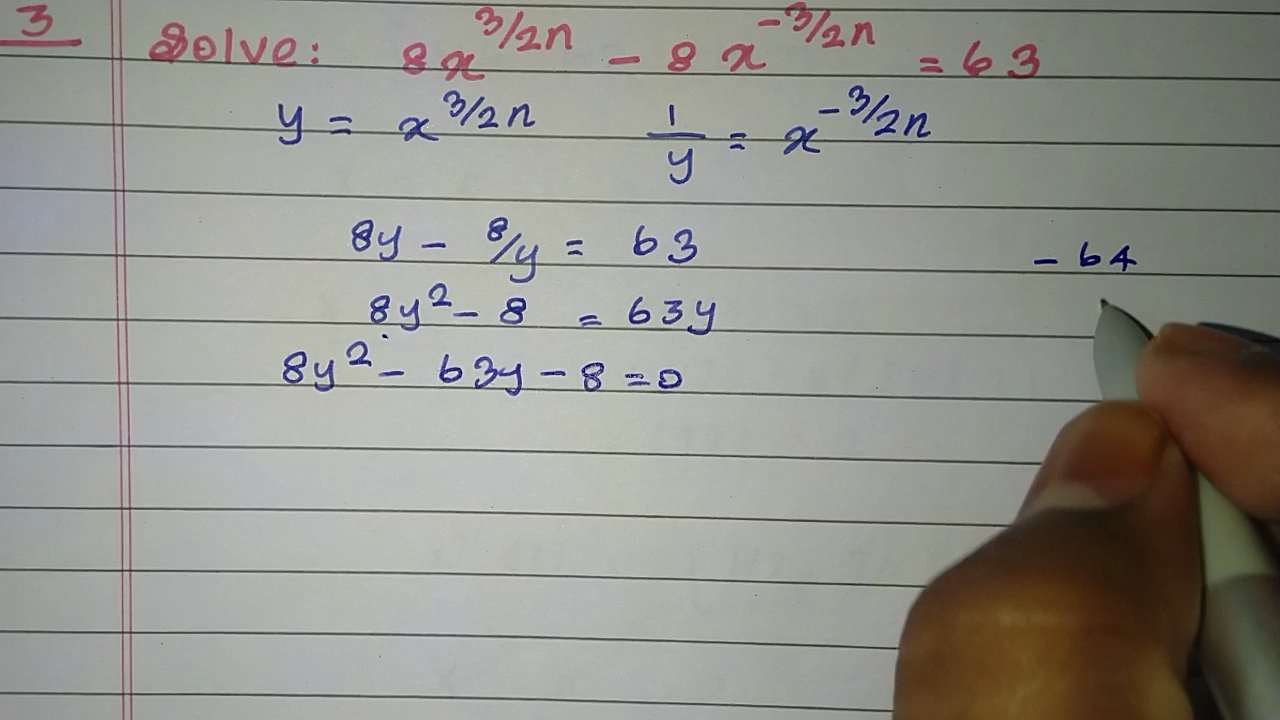 3 Solve: 8x^3/2n - 8x^-3/2n = 63
y = x^3/2n 1/y = x^-3/2n
8y - 8/y = 63 - 64
8y² - 8 = 63y
8y² - 63y - 8 = 0